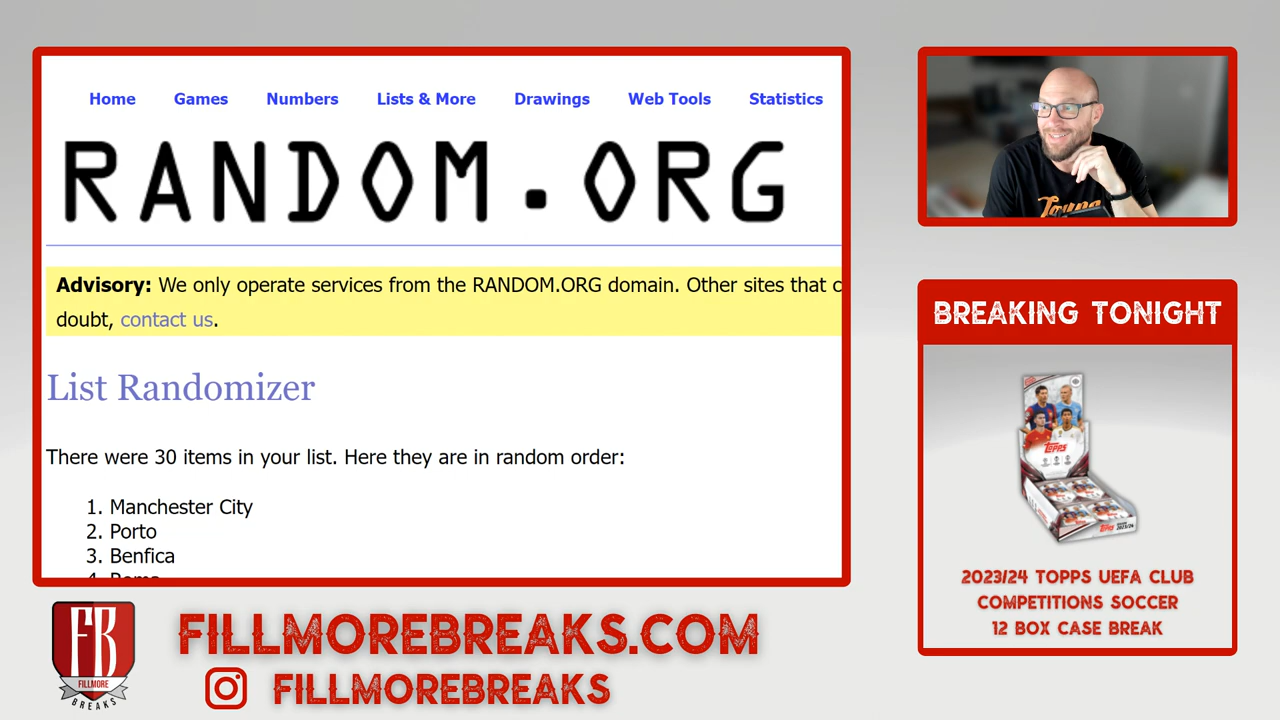 Home Games Numbers Lists & More Drawings Web Tools Statistics
RANDOM.ORG
Advisory: We only operate services from the RANDOM.ORG domain. Other sites that c
doubt, contact us.
List Randomizer
There were 30 items in your list. Here they are in random order:
1. Manchester City
2. Porto
3. Benfica
4. Roma
BREAKING TONIGHT
TOPPS
2023/24 TOPPS UEFA CLUB
COMPETITIONS SOCCER
12 BOX CASE BREAK
FB
FILLMORE
BREAKS
FILLMOREBREAKS.COM
FILLMOREBREAKS